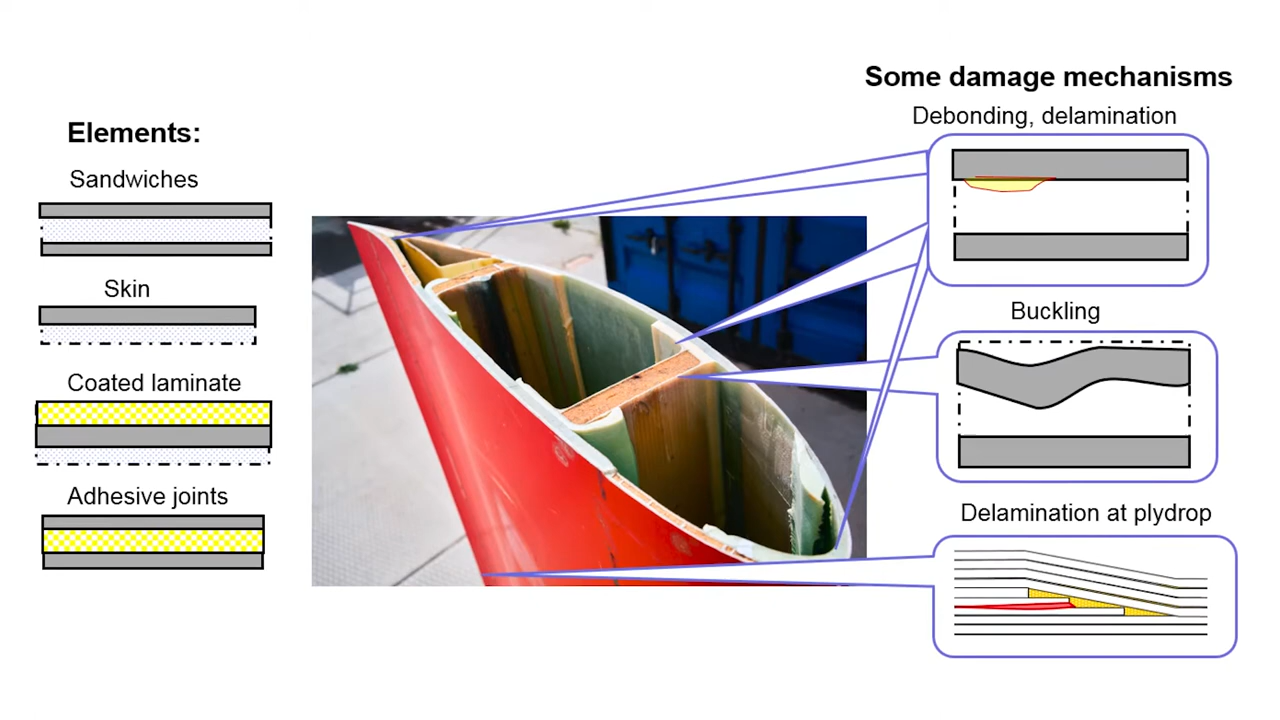 Elements:
Sandwiches
Skin
Coated laminate
Adhesive joints
Some damage mechanisms
Debonding, delamination
Buckling
Delamination at plydrop